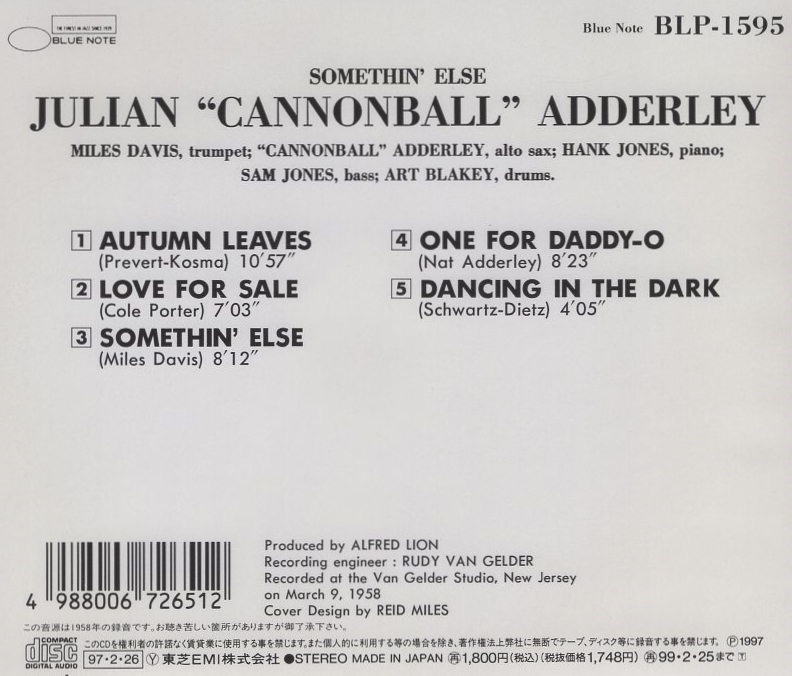 THE FINEST IN JAZZ SINCE 1939
BLUE NOTE
Blue Note BLP-1595
SOMETHIN' ELSE
JULIAN “CANNONBALL” ADDERLEY
MILES DAVIS, trumpet; “CANNONBALL” ADDERLEY, alto sax; HANK JONES, piano;
SAM JONES, bass; ART BLAKEY, drums.
1 AUTUMN LEAVES
(Prevert-Kosma) 10′57″
2 LOVE FOR SALE
(Cole Porter) 7′03″
3 SOMETHIN' ELSE
(Miles Davis) 8′12″
4 ONE FOR DADDY-O
(Nat Adderley) 8′23″
5 DANCING IN THE DARK
(Schwartz-Dietz) 4′05″
4 988006 726512
Produced by ALFRED LION
Recording engineer : RUDY VAN GELDER
Recorded at the Van Gelder Studio, New Jersey
on March 9, 1958
Cover Design by REID MILES
この音源は1958年の録音です。お聴き苦しい箇所がありますが御了承下さい。
COMPACT disc DIGITAL AUDIO
このCDを権利者の許諾なく賃貸業に使用する事を禁じます。また個人的に利用する等の場合を除き、著作権法上弊社に無断でテープ、ディスク等に録音する事を禁じます。 Ⓟ1997
97・2・26 Ⓨ 東芝EMI株式会社 ●STEREO MADE IN JAPAN ㊢1,800円(税込)(税抜価格1,748円) ㊢99・2・25まで